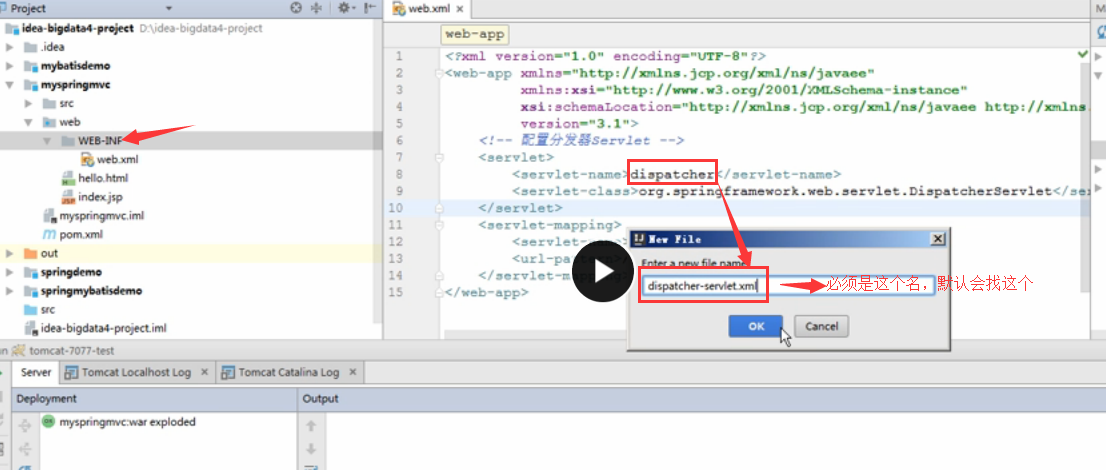 Project
web.xml
idea-bigdata4-project D:\idea-bigdata4-project
.idea
mybatisdemo
myspringmvc
src
web
WEB-INF
web.xml
hello.html
index.jsp
myspringmvc.iml
pom.xml
out
springdemo
springmybatisdemo
src
idea-bigdata4-project.iml
web-app
1 <?xml version="1.0" encoding="UTF-8"?>
2 <web-app xmlns="http://xmlns.jcp.org/xml/ns/javaee"
3 xmlns:xsi="http://www.w3.org/2001/XMLSchema-instance"
4 xsi:schemaLocation="http://xmlns.jcp.org/xml/ns/javaee http://xmlns.
5 version="3.1">
6 <!-- 配置分发器Servlet -->
7 <servlet>
8 <servlet-name>dispatcher</servlet-name>
9 <servlet-class>org.springframework.web.servlet.DispatcherServlet</se
10 </servlet>
11 <servlet-mapping>
12 <servlet-
13 <url-pattern>
14 </servlet-mapping
15 </web-app>
New File
Enter a new file name
dispatcher-servlet.xml
必须是这个名，默认会找这个
OK Cancel
tomcat-7077-test
Server Tomcat Localhost Log Tomcat Catalina Log
Deployment Output
myspringmvc:war exploded